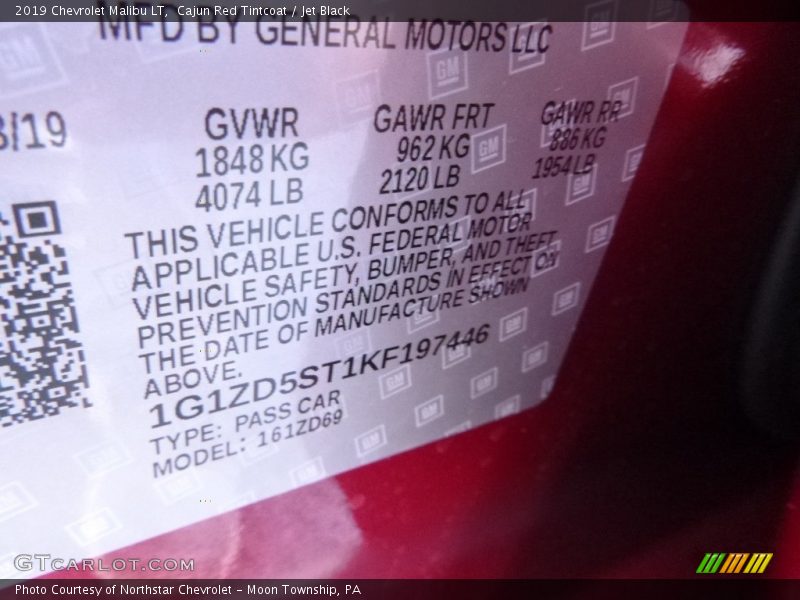 2019 Chevrolet Malibu LT, Cajun Red Tintcoat / Jet Black
MFD BY GENERAL MOTORS LLC
/19
GVWR GAWR FRT GAWR RR
1848 KG 962 KG 886 KG
4074 LB 2120 LB 1954 LB
THIS VEHICLE CONFORMS TO ALL
APPLICABLE U.S. FEDERAL MOTOR
VEHICLE SAFETY, BUMPER, AND THEFT
PREVENTION STANDARDS IN EFFECT ON
THE DATE OF MANUFACTURE SHOWN
ABOVE.
1G1ZD5ST1KF197446
TYPE: PASS CAR
MODEL: 161ZD69
GTCARLOT.COM
Photo Courtesy of Northstar Chevrolet – Moon Township, PA